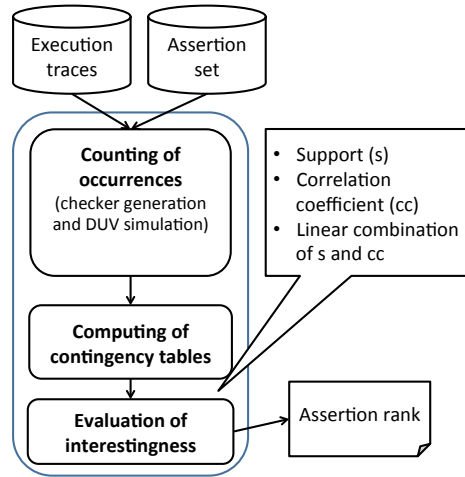 Execution
traces
Assertion
set
Counting of
occurrences
(checker generation
and DUV simulation)
• Support (s)
• Correlation
coefficient (cc)
• Linear combination
of s and cc
Computing of
contingency tables
Evaluation of
interestingness
Assertion rank